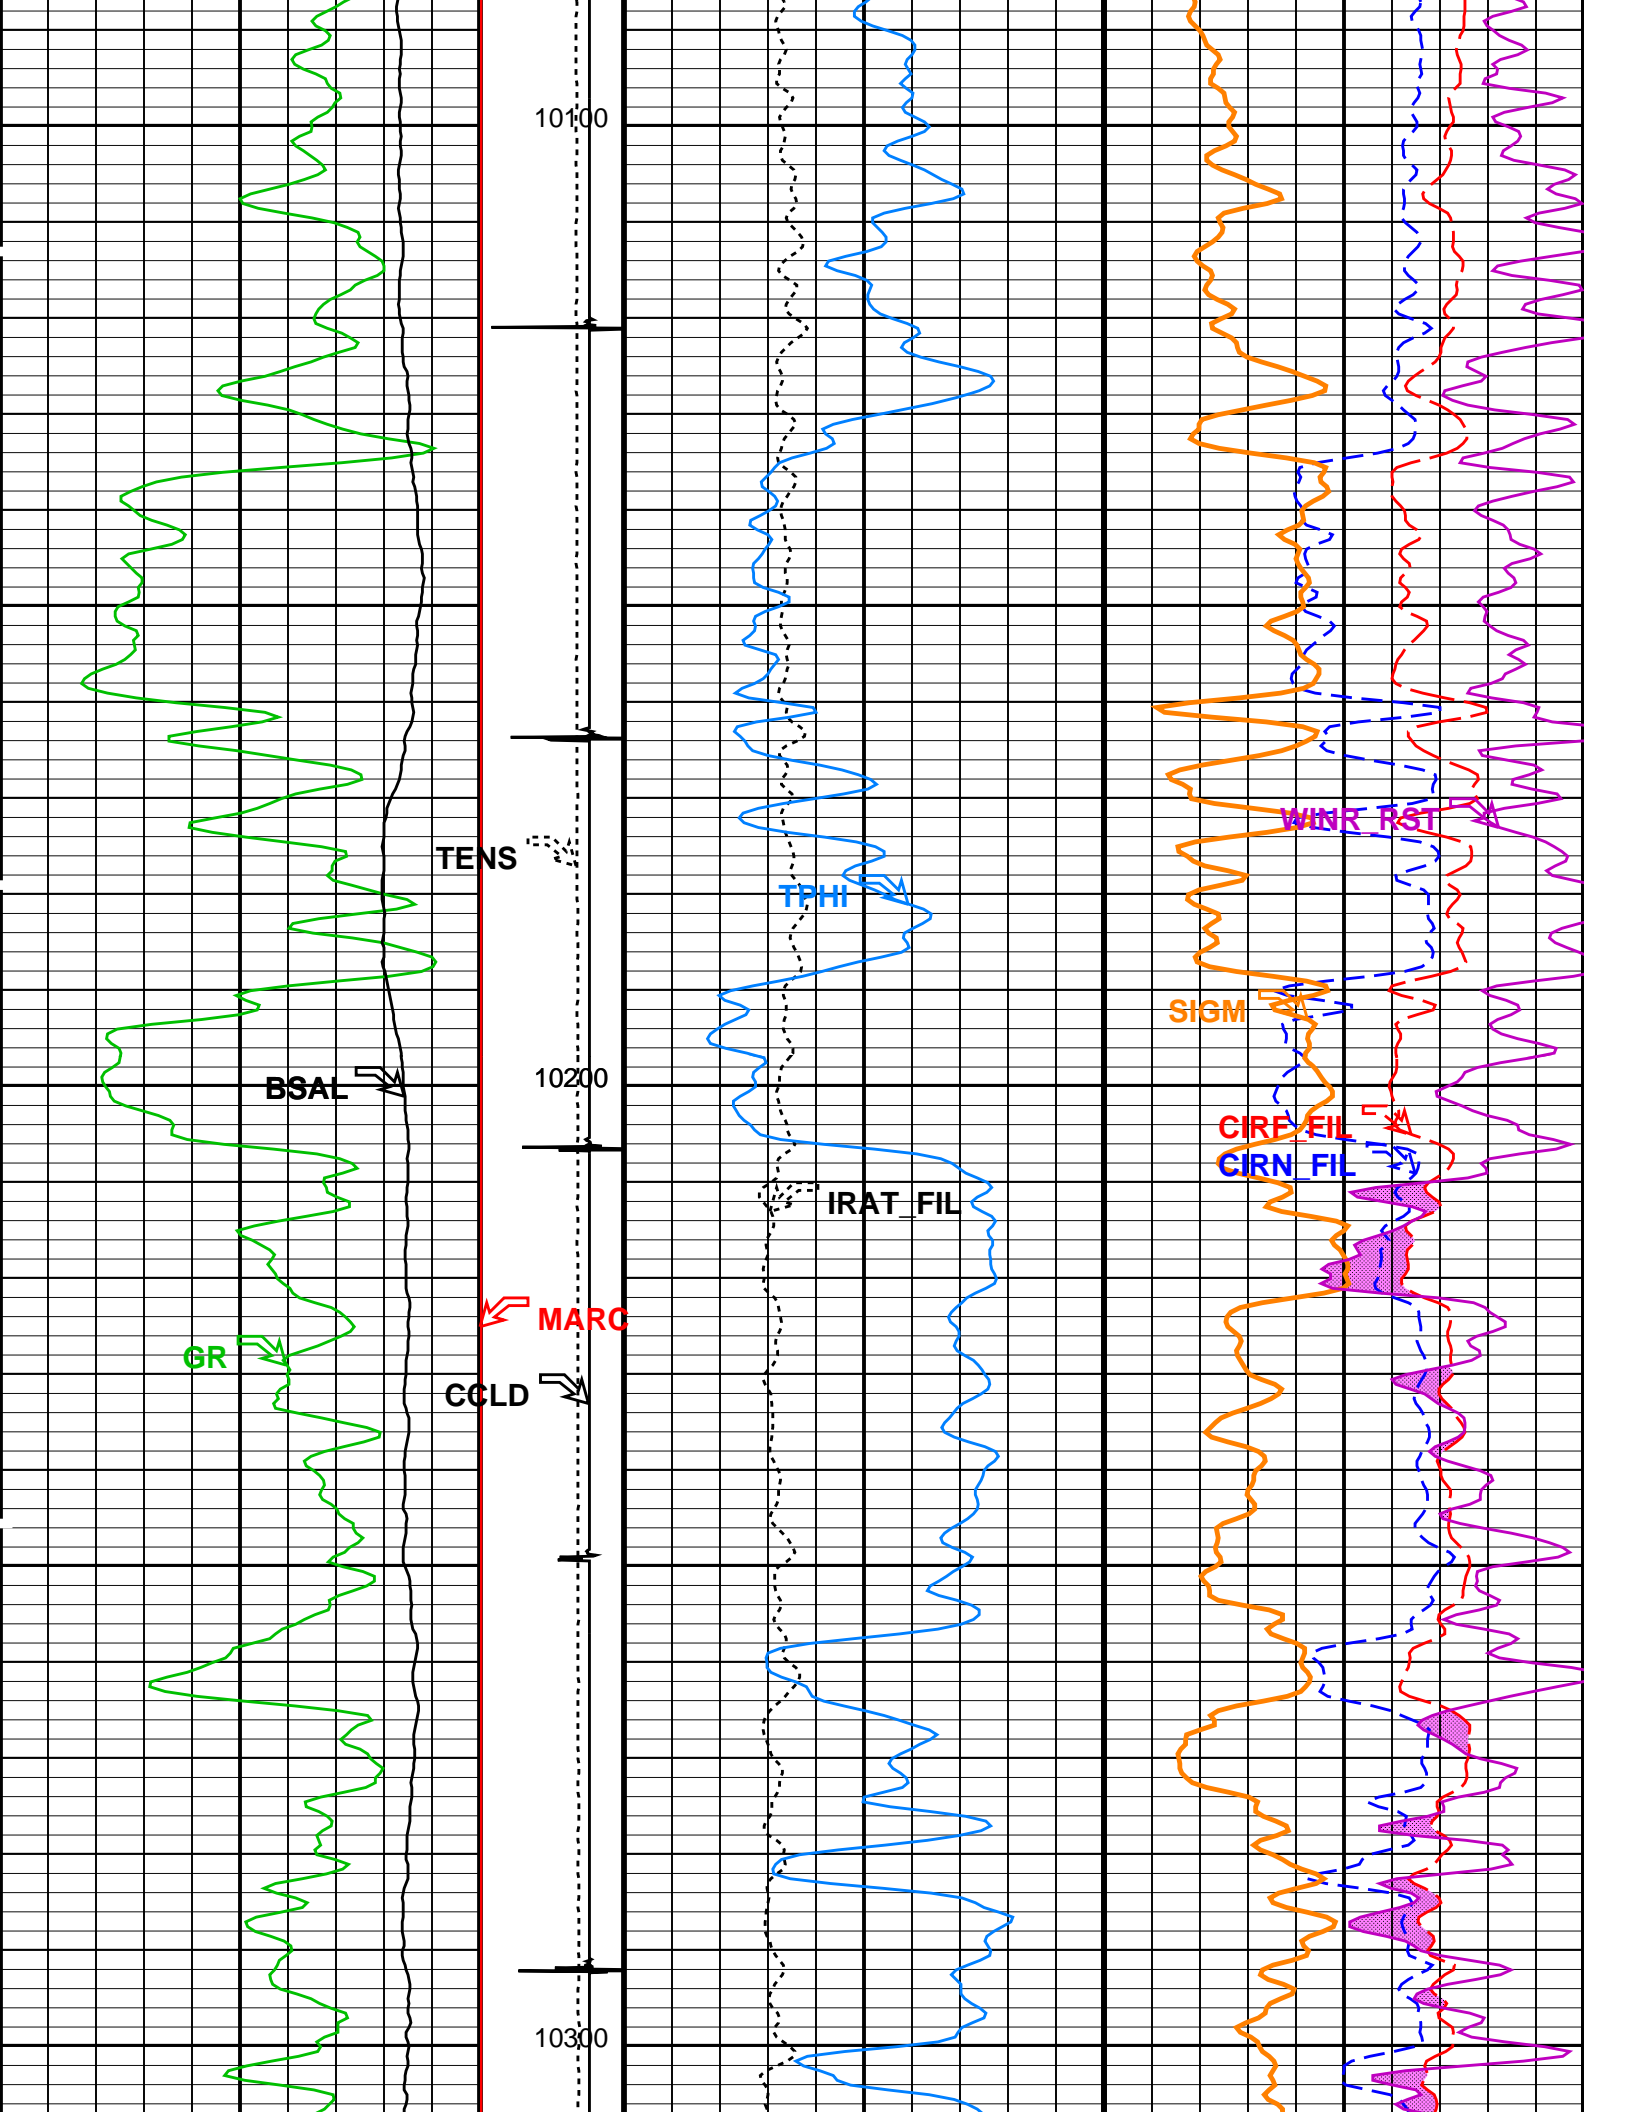 10100
WINR_RST
TENS
TPHI
SIGM
10200
BSAL
CIRF_FIL
CIRN_FIL
IRAT_FIL
MARC
GR
CCLD
10300